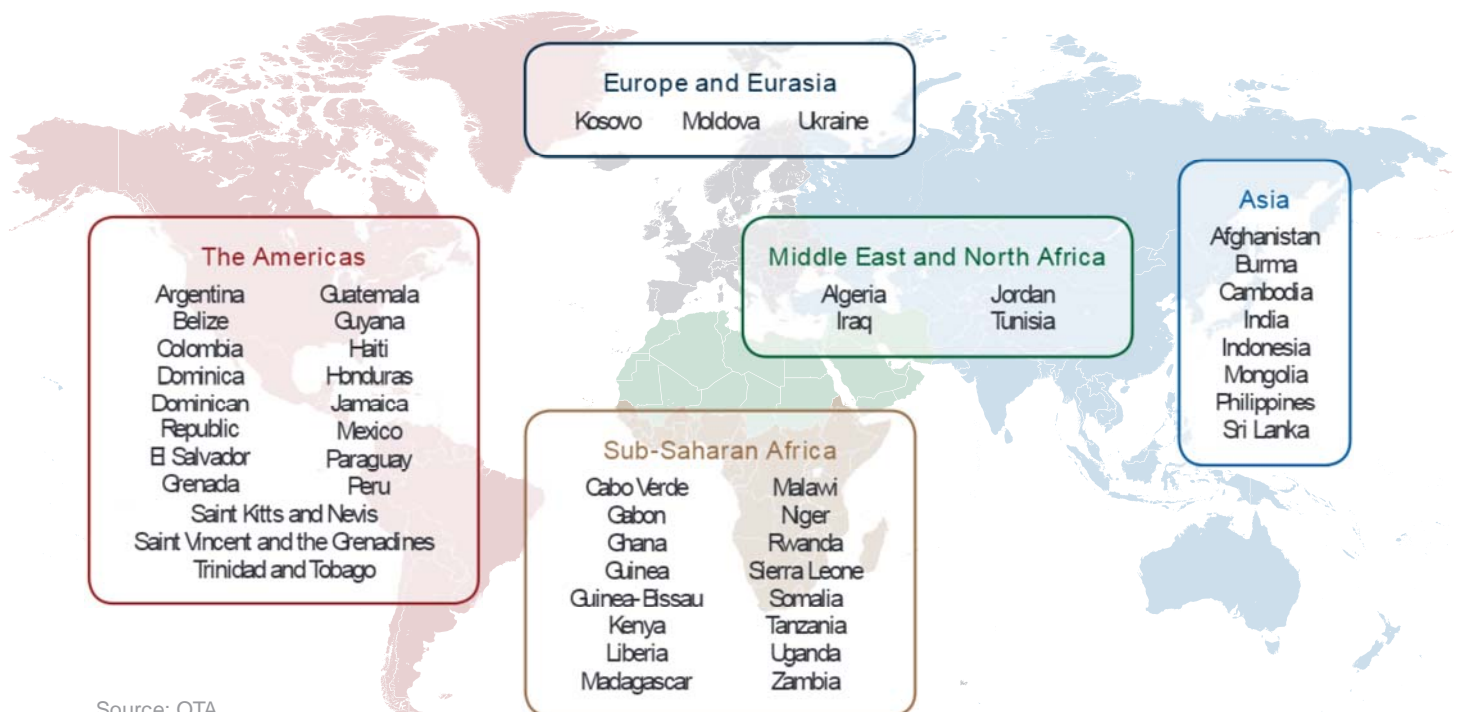 Europe and Eurasia
Kosovo Moldova Ukraine
The Americas
Argentina Guatemala
Belize Guyana
Colombia Haiti
Dominica Honduras
Dominican Jamaica
Republic Mexico
El Salvador Paraguay
Grenada Peru
Saint Kitts and Nevis
Saint Vincent and the Grenadines
Trinidad and Tobago
Middle East and North Africa
Algeria Jordan
Iraq Tunisia
Asia
Afghanistan
Burma
Cambodia
India
Indonesia
Mongolia
Philippines
Sri Lanka
Sub-Saharan Africa
Cabo Verde Malawi
Gabon Niger
Ghana Rwanda
Guinea Sierra Leone
Guinea-Bissau Somalia
Kenya Tanzania
Liberia Uganda
Madagascar Zambia
Source: OTA